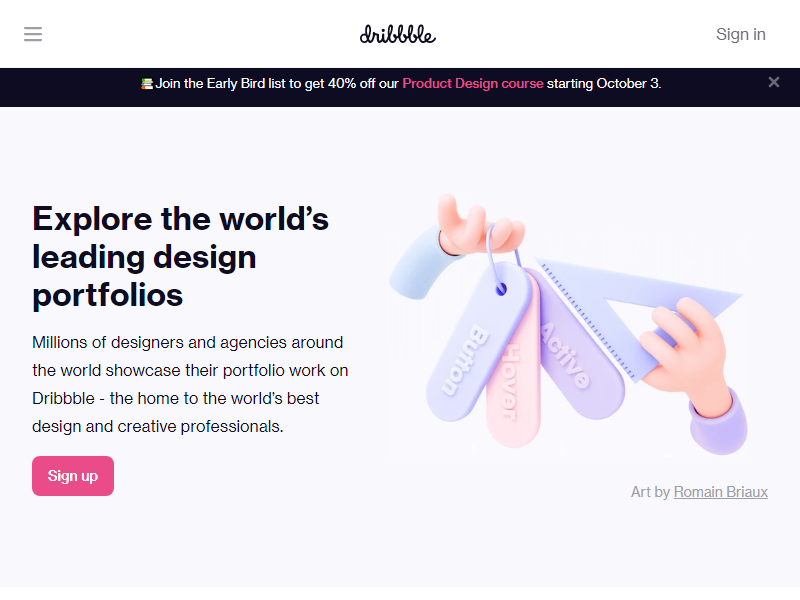 dribbble
Sign in
Join the Early Bird list to get 40% off our Product Design course starting October 3.
Explore the world's
leading design
portfolios
Millions of designers and agencies around
the world showcase their portfolio work on
Dribbble - the home to the world's best
design and creative professionals.
Sign up
Button
Hover
Active
Art by Romain Briaux